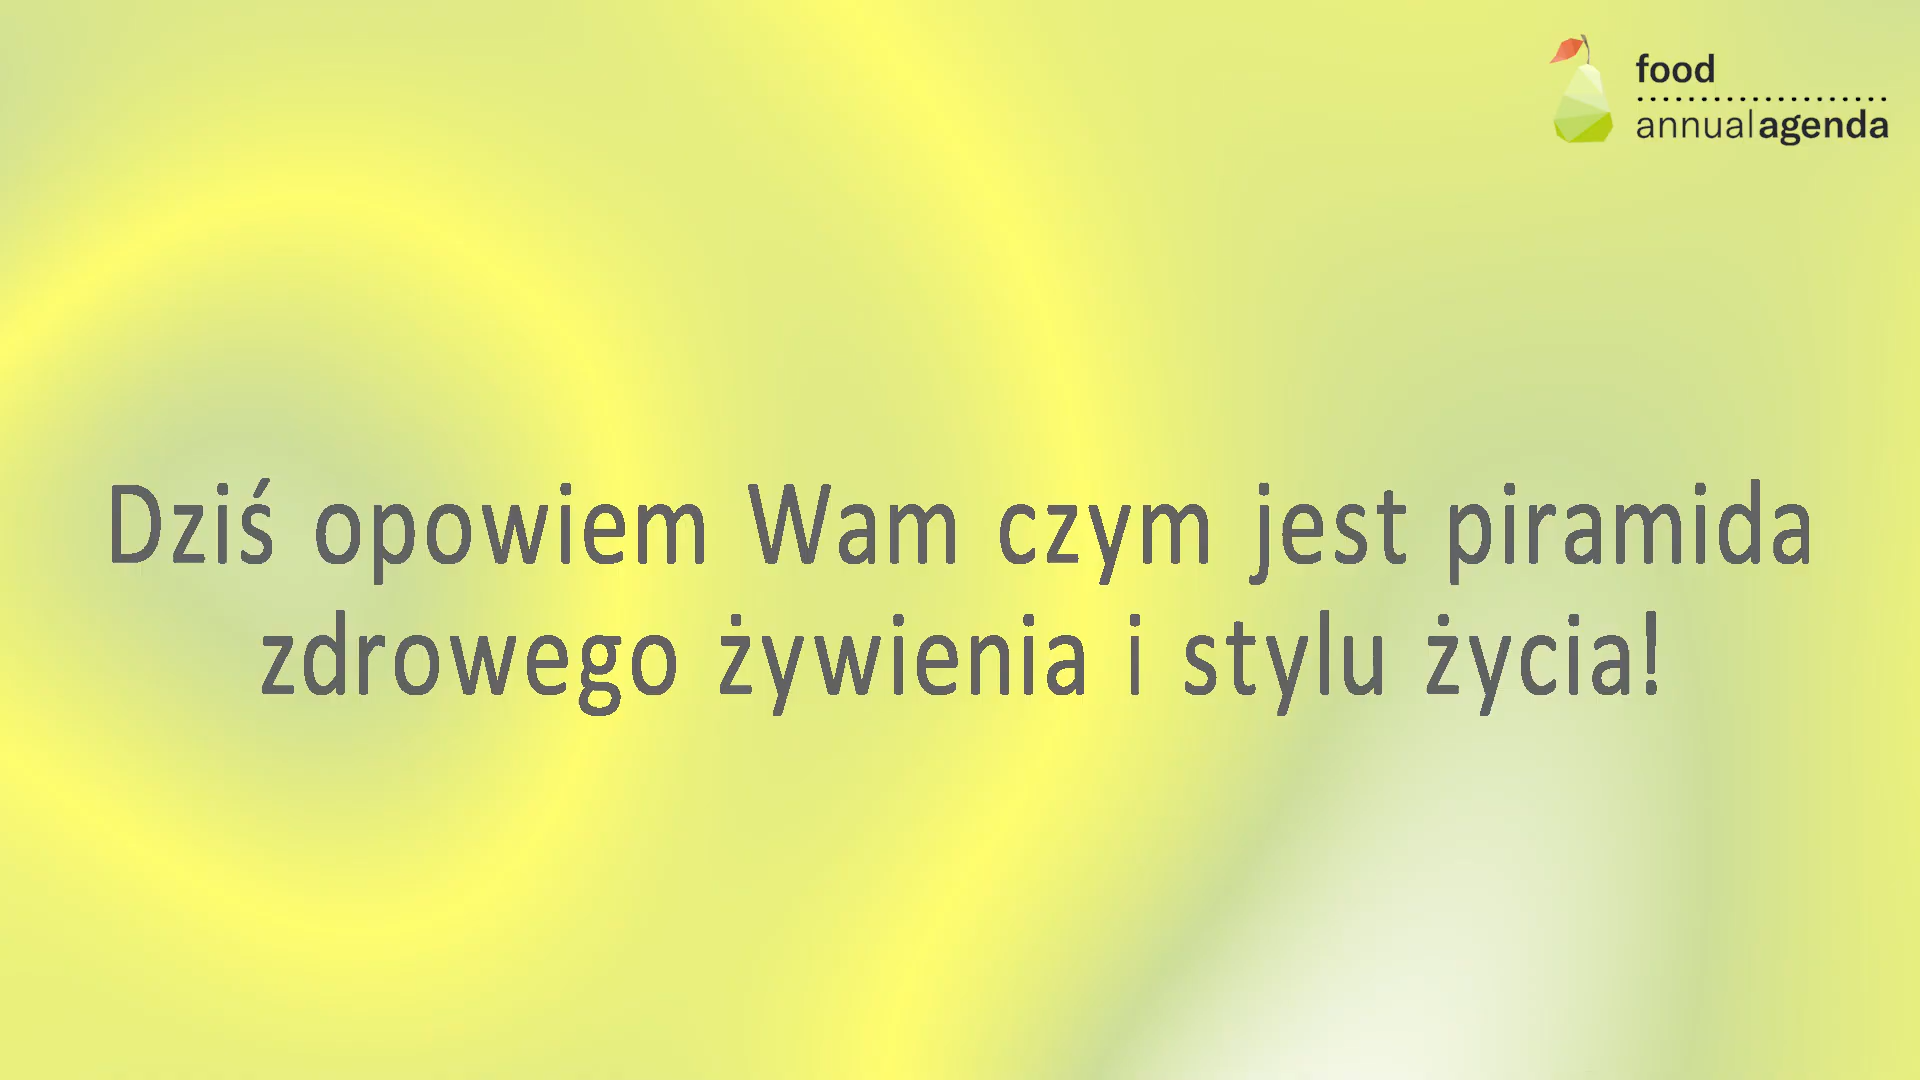 food
annualagenda
Dziś opowiem Wam czym jest piramida
zdrowego żywienia i stylu życia!